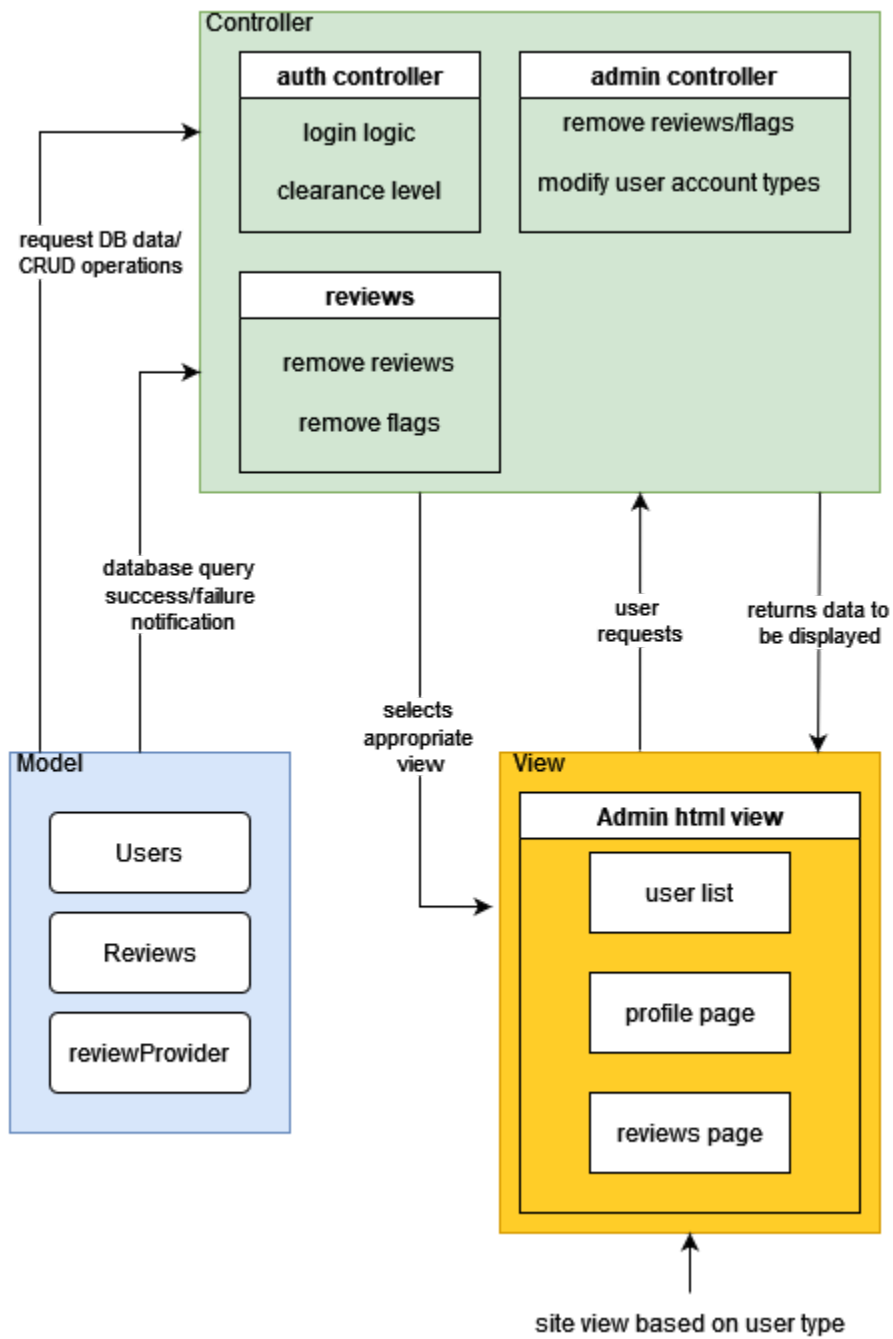 Controller
auth controller
login logic
clearance level
admin controller
remove reviews/flags
modify user account types
request DB data/
CRUD operations
reviews
remove reviews
remove flags
database query
success/failure
notification
user
requests
returns data to
be displayed
selects
appropriate
view
Model
Users
Reviews
reviewProvider
View
Admin html view
user list
profile page
reviews page
site view based on user type